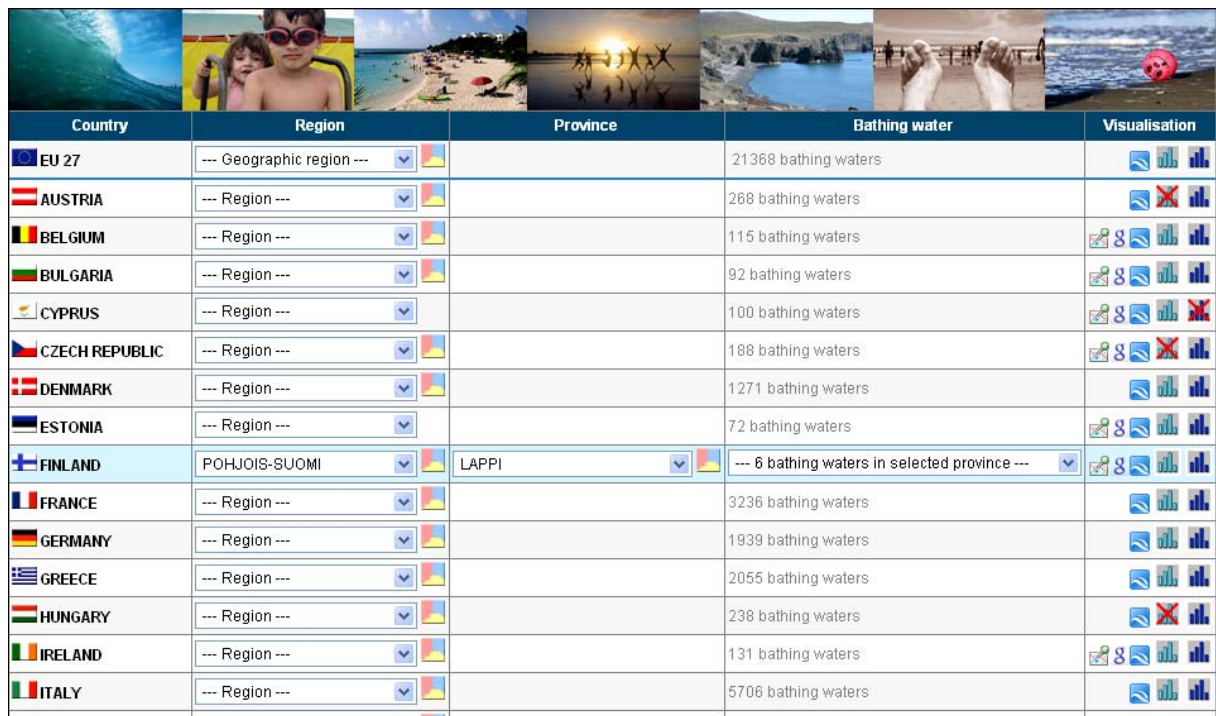 Country Region Province Bathing water Visualisation
EU 27 --- Geographic region --- 21368 bathing waters
AUSTRIA --- Region --- 268 bathing waters
BELGIUM --- Region --- 115 bathing waters
BULGARIA --- Region --- 92 bathing waters
CYPRUS --- Region --- 100 bathing waters
CZECH REPUBLIC --- Region --- 188 bathing waters
DENMARK --- Region --- 1271 bathing waters
ESTONIA --- Region --- 72 bathing waters
FINLAND POHJOIS-SUOMI LAPPI --- 6 bathing waters in selected province ---
FRANCE --- Region --- 3236 bathing waters
GERMANY --- Region --- 1939 bathing waters
GREECE --- Region --- 2055 bathing waters
HUNGARY --- Region --- 238 bathing waters
IRELAND --- Region --- 131 bathing waters
ITALY --- Region --- 5706 bathing waters